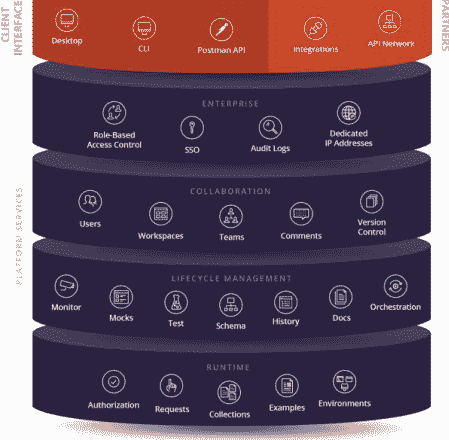 CLIENT
INTERFACE
PARTNERS
Desktop
CLI
Postman API
Integrations
API Network
ENTERPRISE
Role-Based
Access Control
SSO
Audit Logs
Dedicated
IP Addresses
PLATFORM SERVICES
COLLABORATION
Users
Workspaces
Teams
Comments
Version
Control
LIFECYCLE MANAGEMENT
Monitor
Mocks
Test
Schema
History
Docs
Orchestration
RUNTIME
Authorization
Requests
Collections
Examples
Environments